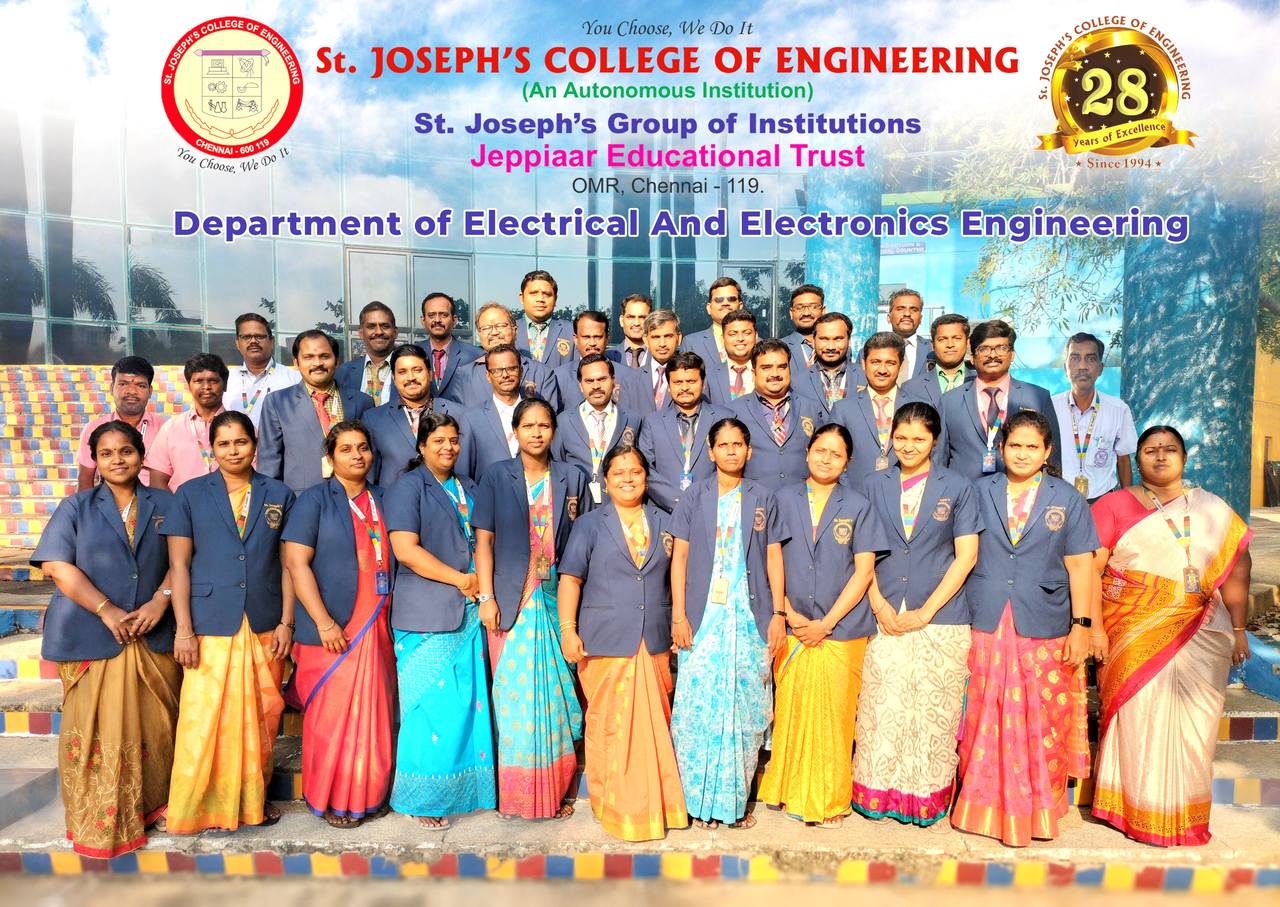 You Choose, We Do It
St. JOSEPH'S COLLEGE OF ENGINEERING
(An Autonomous Institution)
St. Joseph's Group of Institutions
Jeppiaar Educational Trust
OMR, Chennai - 119.
Department of Electrical And Electronics Engineering
St. JOSEPH'S COLLEGE OF ENGINEERING
CHENNAI - 600 119
You Choose, We Do It
St. JOSEPH'S COLLEGE OF ENGINEERING
28
Years of Excellence
★ Since 1994 ★